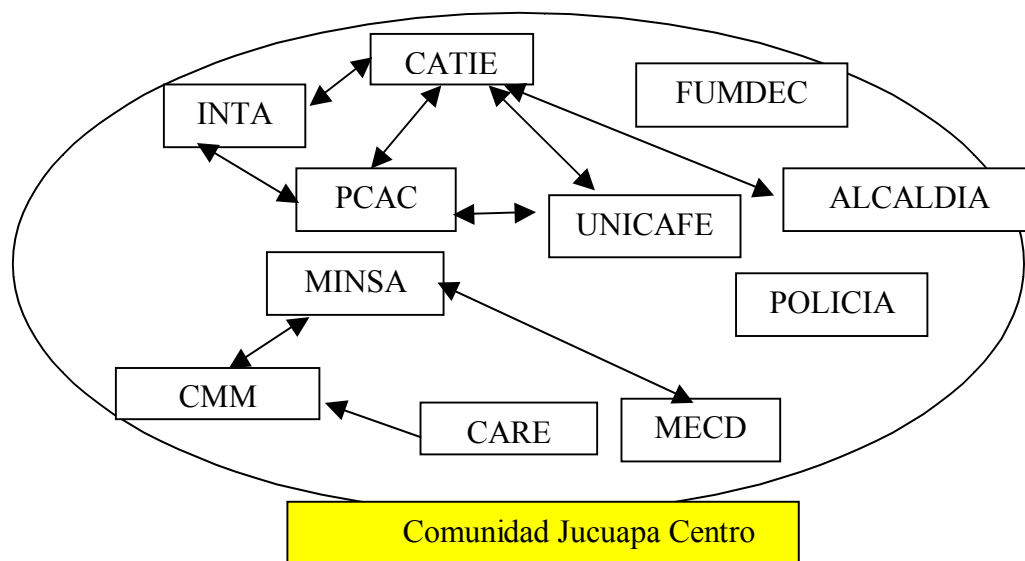 CATIE
FUMDEC
INTA
PCAC
ALCALDIA
UNICAFE
MINSA
POLICIA
CMM
CARE
MECD
Comunidad Jucuapa Centro